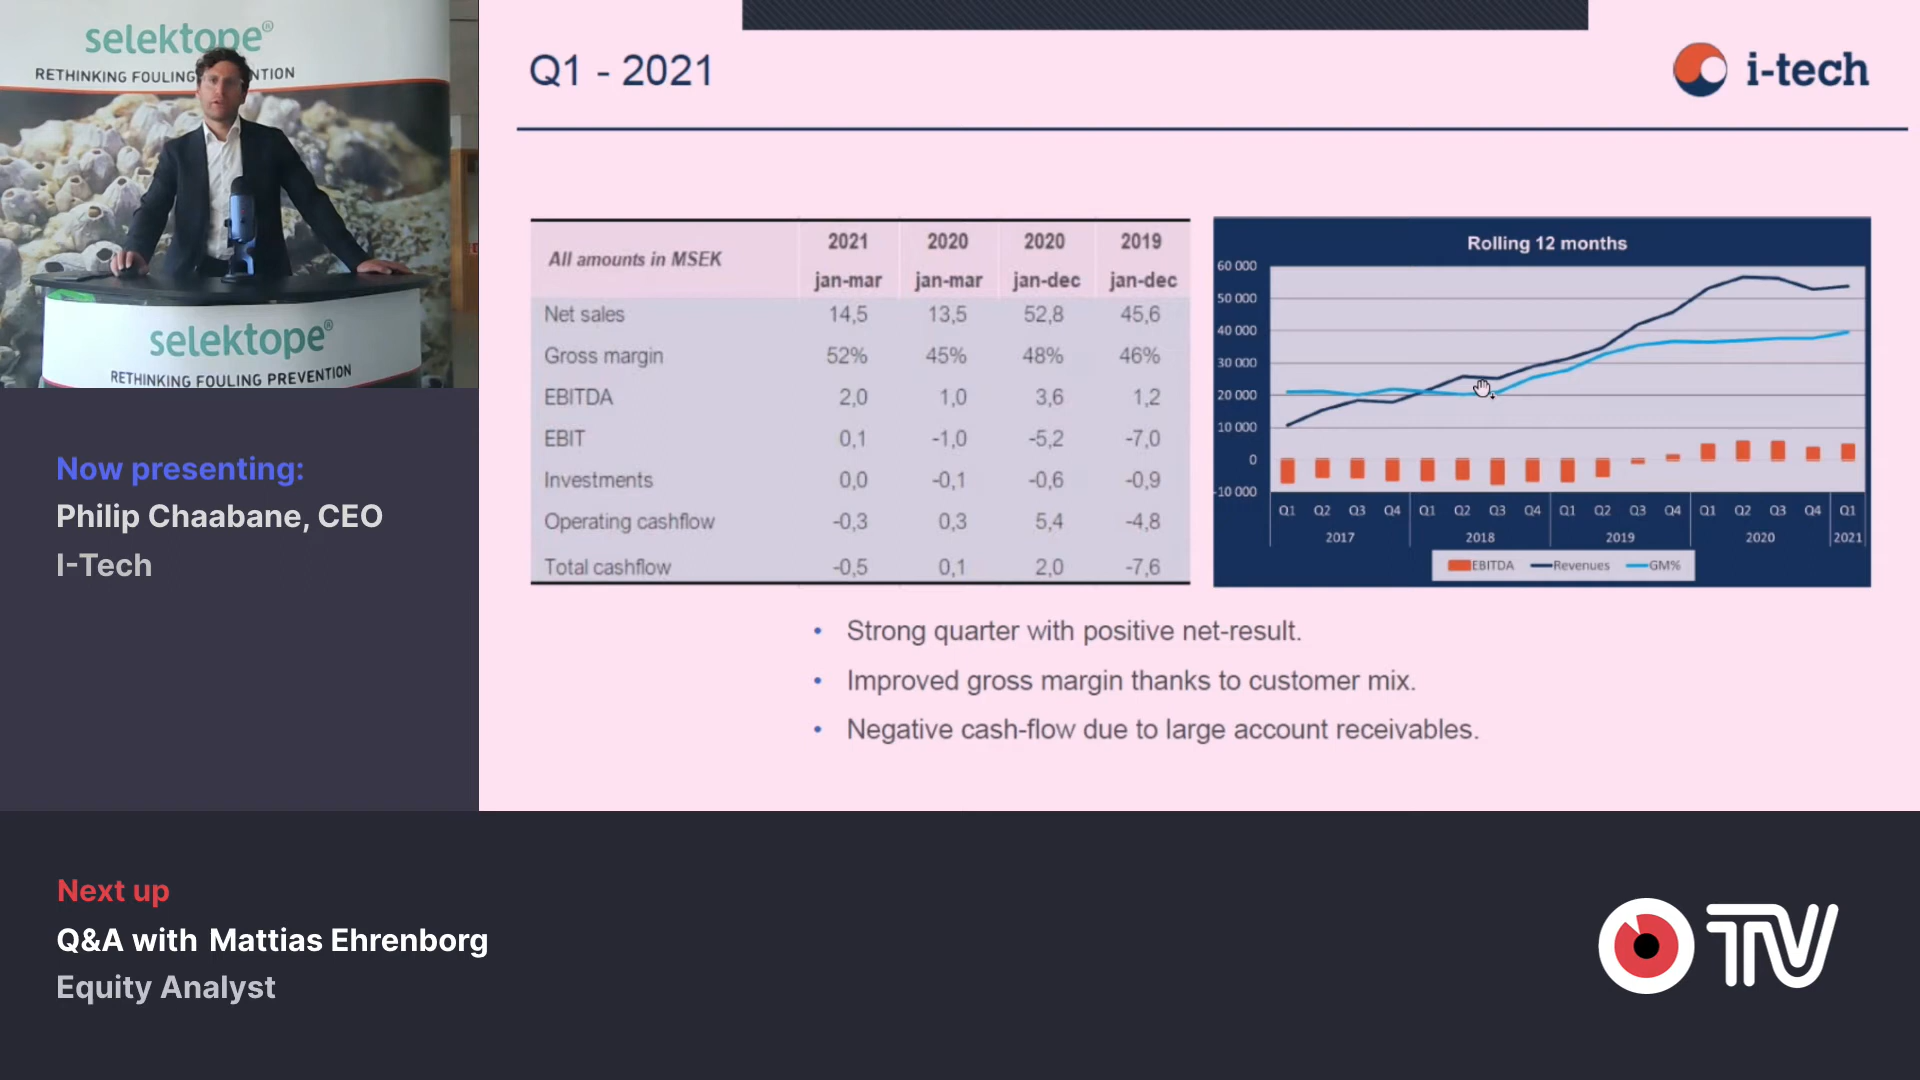 selektope®
RETHINKING FOULING PREVENTION
selektope®
RETHINKING FOULING PREVENTION
Now presenting:
Philip Chaabane, CEO
I-Tech
Q1 - 2021
i-tech
All amounts in MSEK 2021 jan-mar 2020 jan-mar 2020 jan-dec 2019 jan-dec
Net sales 14,5 13,5 52,8 45,6
Gross margin 52% 45% 48% 46%
EBITDA 2,0 1,0 3,6 1,2
EBIT 0,1 -1,0 -5,2 -7,0
Investments 0,0 -0,1 -0,6 -0,9
Operating cashflow -0,3 0,3 5,4 -4,8
Total cashflow -0,5 0,1 2,0 -7,6
Rolling 12 months
60 000
50 000
40 000
30 000
20 000
10 000
0
-10 000
Q1 Q2 Q3 Q4 Q1 Q2 Q3 Q4 Q1 Q2 Q3 Q4 Q1 Q2 Q3 Q4 Q1
2017 2018 2019 2020 2021
EBITDA Revenues GM%
• Strong quarter with positive net-result.
• Improved gross margin thanks to customer mix.
• Negative cash-flow due to large account receivables.
Next up
Q&A with Mattias Ehrenborg
Equity Analyst
TV